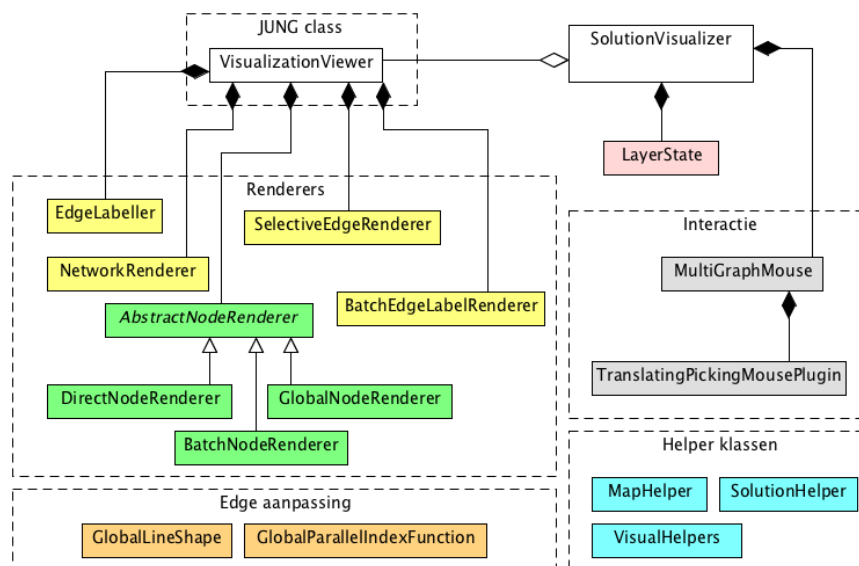 JUNG class
VisualizationViewer
SolutionVisualizer
LayerState
Renderers
EdgeLabeller
SelectiveEdgeRenderer
NetworkRenderer
AbstractNodeRenderer
BatchEdgeLabelRenderer
DirectNodeRenderer
GlobalNodeRenderer
BatchNodeRenderer
Interactie
MultiGraphMouse
TranslatingPickingMousePlugin
Edge aanpassing
GlobalLineShape
GlobalParallelIndexFunction
Helper klassen
MapHelper
SolutionHelper
VisualHelpers